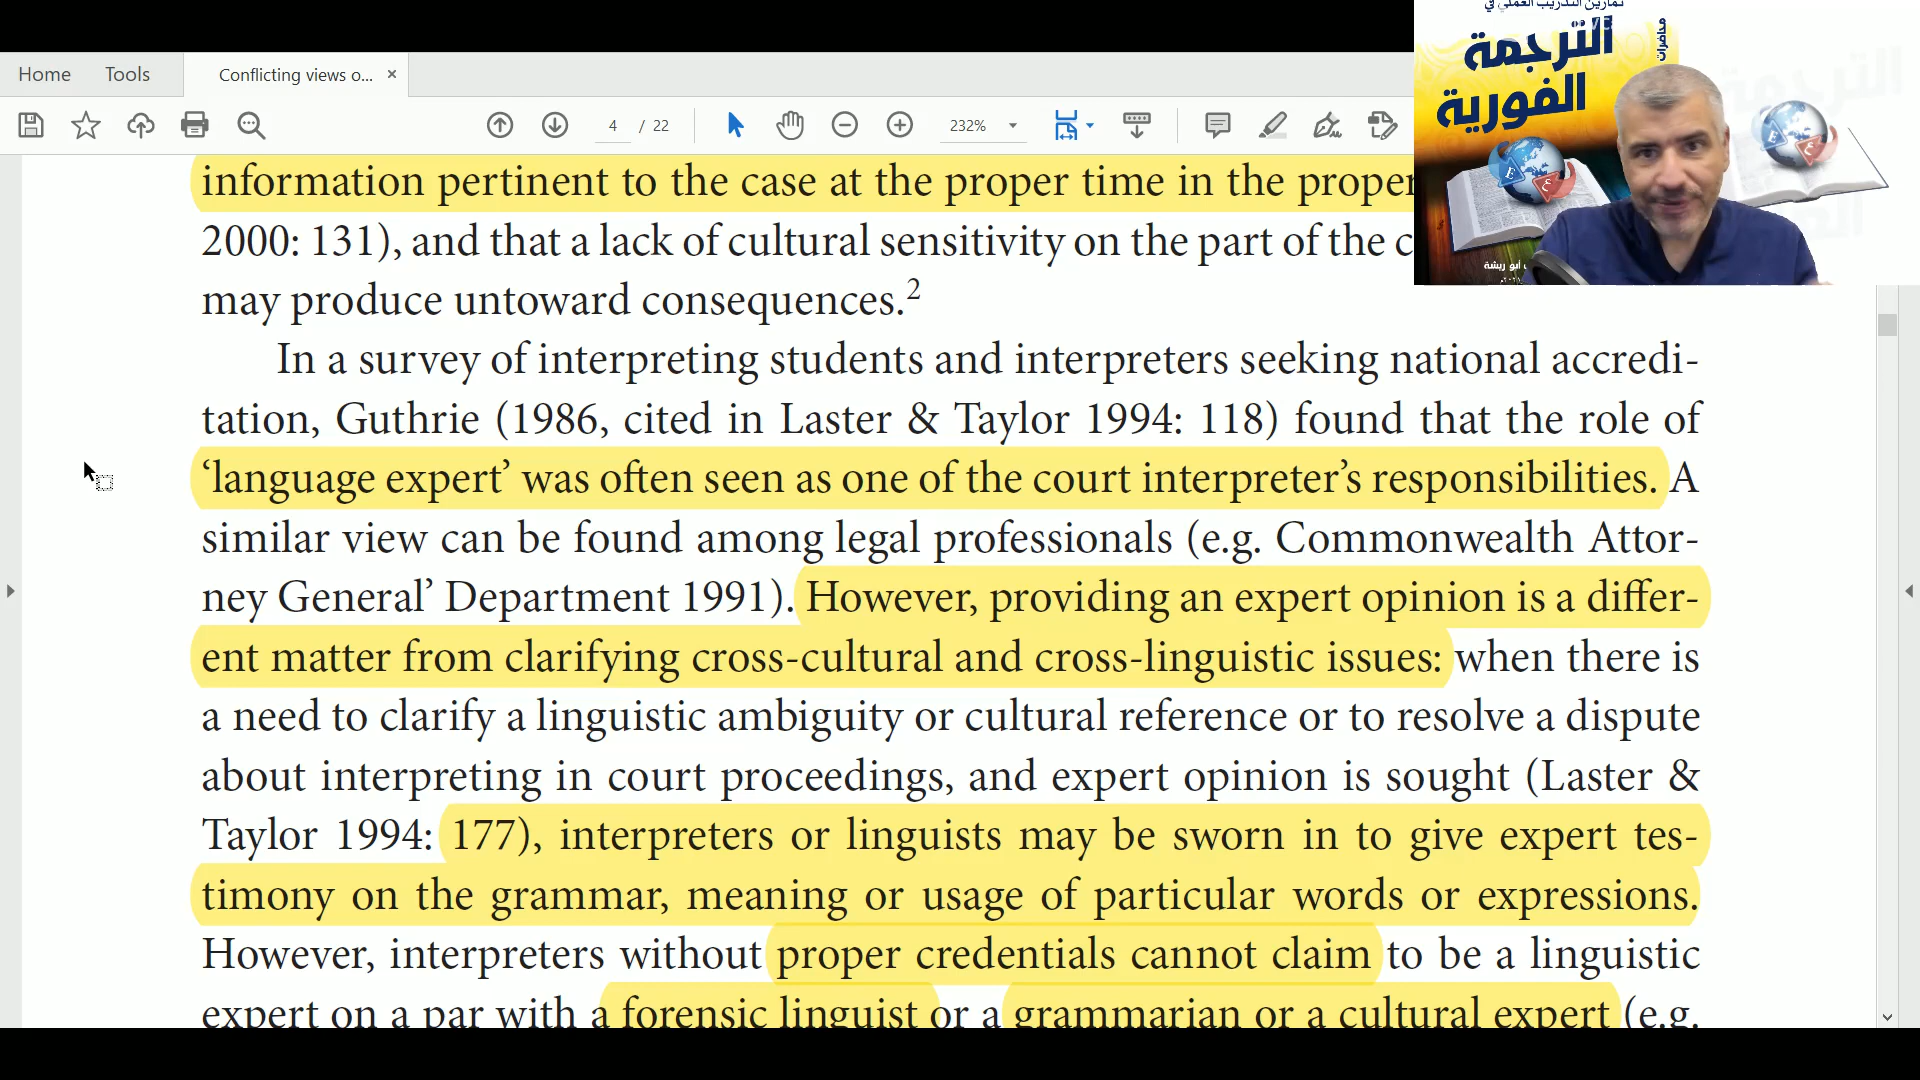 تمارين التدريب العملي في
محاضرات
الترجمة
الفورية
E
ع
أبو ريشة
Home
Tools
Conflicting views o...
4 / 22
232%
information pertinent to the case at the proper time in the proper
2000: 131), and that a lack of cultural sensitivity on the part of the c
may produce untoward consequences.2
In a survey of interpreting students and interpreters seeking national accredi-
tation, Guthrie (1986, cited in Laster & Taylor 1994: 118) found that the role of
‘language expert’ was often seen as one of the court interpreter’s responsibilities. A
similar view can be found among legal professionals (e.g. Commonwealth Attor-
ney General’ Department 1991). However, providing an expert opinion is a differ-
ent matter from clarifying cross-cultural and cross-linguistic issues: when there is
a need to clarify a linguistic ambiguity or cultural reference or to resolve a dispute
about interpreting in court proceedings, and expert opinion is sought (Laster &
Taylor 1994: 177), interpreters or linguists may be sworn in to give expert tes-
timony on the grammar, meaning or usage of particular words or expressions.
However, interpreters without proper credentials cannot claim to be a linguistic
expert on a par with a forensic linguist or a grammarian or a cultural expert (e.g.